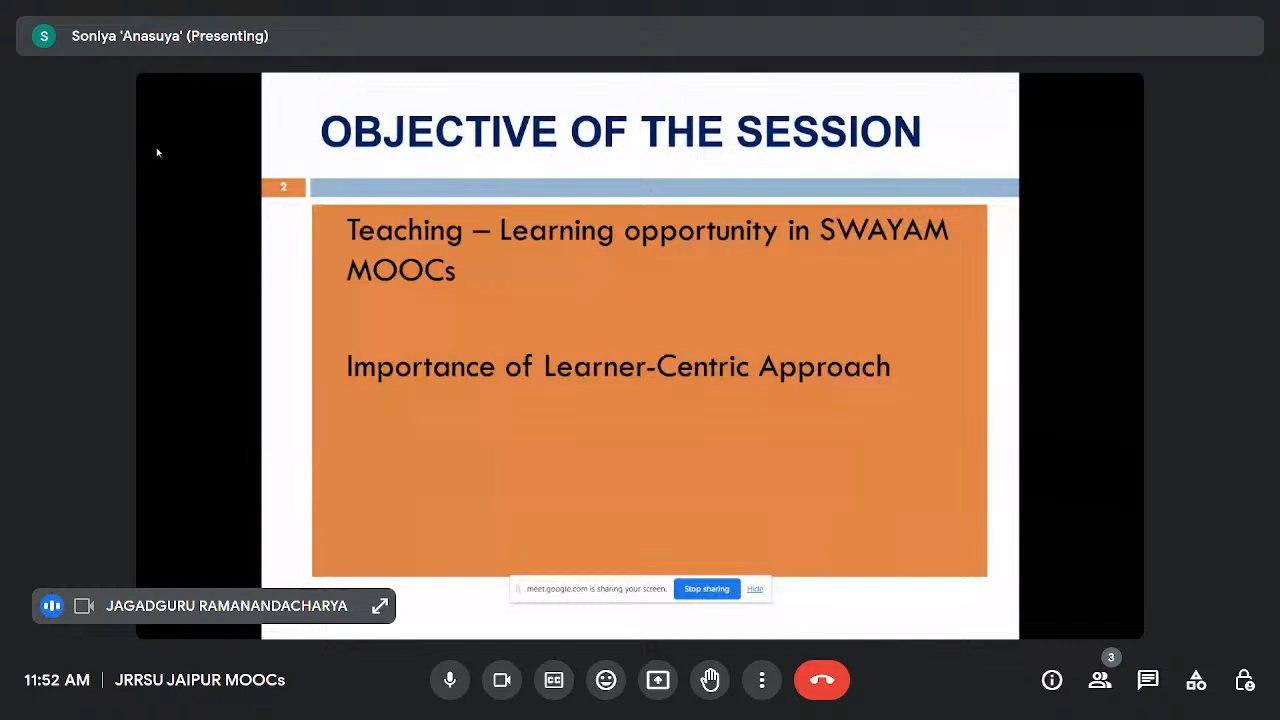 S
Soniya 'Anasuya' (Presenting)
OBJECTIVE OF THE SESSION
2
Teaching – Learning opportunity in SWAYAM
MOOCs
Importance of Learner-Centric Approach
meet.google.com is sharing your screen.
Stop sharing
Hide
JAGADGURU RAMANANDACHARYA
3
11:52 AM | JRRSU JAIPUR MOOCs